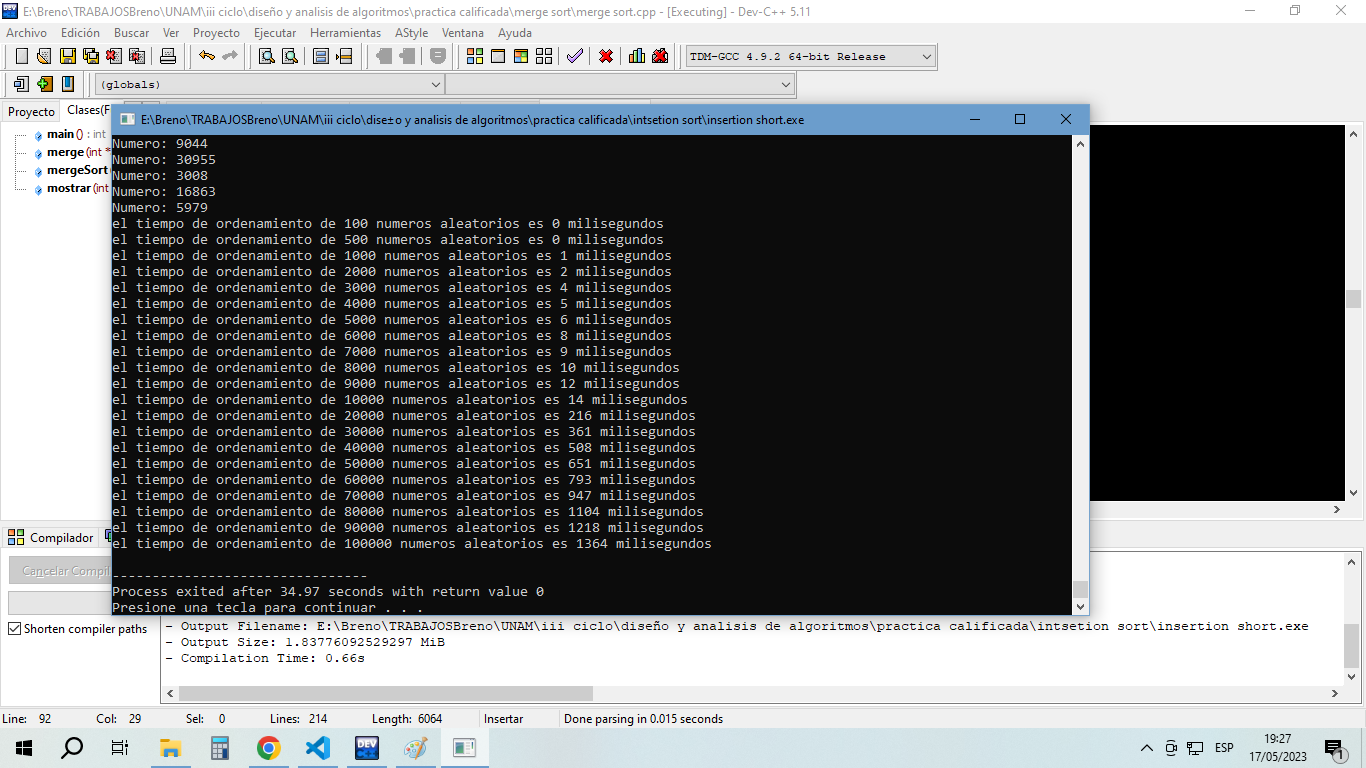 E:\Breno\TRABAJOSBreno\UNAM\iii ciclo\diseño y analisis de algoritmos\practica calificada\merge sort\merge sort.cpp - [Executing] - Dev-C++ 5.11
Archivo Edición Buscar Ver Proyecto Ejecutar Herramientas AStyle Ventana Ayuda
TDM-GCC 4.9.2 64-bit Release
(globals)
Proyecto Clases(F
main () : int
merge (int *
mergeSort
mostrar (int
E:\Breno\TRABAJOSBreno\UNAM\iii ciclo\dise±o y analisis de algoritmos\practica calificada\intsetion sort\insertion short.exe
Numero: 9044
Numero: 30955
Numero: 3008
Numero: 16863
Numero: 5979
el tiempo de ordenamiento de 100 numeros aleatorios es 0 milisegundos
el tiempo de ordenamiento de 500 numeros aleatorios es 0 milisegundos
el tiempo de ordenamiento de 1000 numeros aleatorios es 1 milisegundos
el tiempo de ordenamiento de 2000 numeros aleatorios es 2 milisegundos
el tiempo de ordenamiento de 3000 numeros aleatorios es 4 milisegundos
el tiempo de ordenamiento de 4000 numeros aleatorios es 5 milisegundos
el tiempo de ordenamiento de 5000 numeros aleatorios es 6 milisegundos
el tiempo de ordenamiento de 6000 numeros aleatorios es 8 milisegundos
el tiempo de ordenamiento de 7000 numeros aleatorios es 9 milisegundos
el tiempo de ordenamiento de 8000 numeros aleatorios es 10 milisegundos
el tiempo de ordenamiento de 9000 numeros aleatorios es 12 milisegundos
el tiempo de ordenamiento de 10000 numeros aleatorios es 14 milisegundos
el tiempo de ordenamiento de 20000 numeros aleatorios es 216 milisegundos
el tiempo de ordenamiento de 30000 numeros aleatorios es 361 milisegundos
el tiempo de ordenamiento de 40000 numeros aleatorios es 508 milisegundos
el tiempo de ordenamiento de 50000 numeros aleatorios es 651 milisegundos
el tiempo de ordenamiento de 60000 numeros aleatorios es 793 milisegundos
el tiempo de ordenamiento de 70000 numeros aleatorios es 947 milisegundos
el tiempo de ordenamiento de 80000 numeros aleatorios es 1104 milisegundos
el tiempo de ordenamiento de 90000 numeros aleatorios es 1218 milisegundos
el tiempo de ordenamiento de 100000 numeros aleatorios es 1364 milisegundos
--------------------------------
Process exited after 34.97 seconds with return value 0
Presione una tecla para continuar . . .
Compilador
Cancelar Compil
Shorten compiler paths
- Output Filename: E:\Breno\TRABAJOSBreno\UNAM\iii ciclo\diseño y analisis de algoritmos\practica calificada\intsetion sort\insertion short.exe
- Output Size: 1.83776092529297 MiB
- Compilation Time: 0.66s
Line: 92 Col: 29 Sel: 0 Lines: 214 Length: 6064 Insertar Done parsing in 0.015 seconds
DEV
ESP
19:27
17/05/2023
1